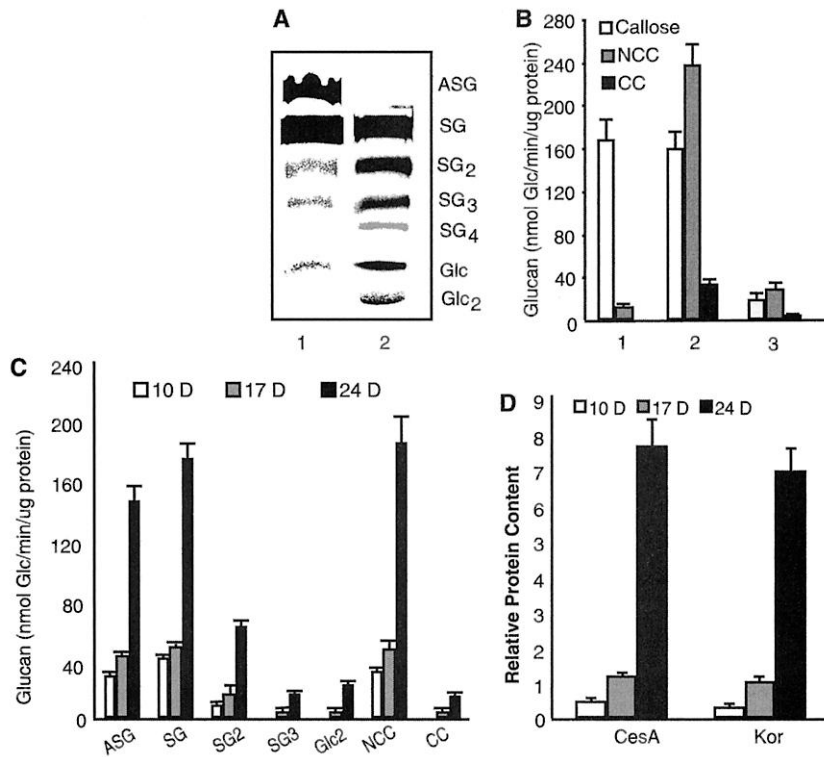 A
ASG
SG
SG2
SG3
SG4
Glc
Glc2
1 2
B
Callose
NCC
CC
Glucan (nmol Glc/min/ug protein)
280
240
200
160
120
80
40
0
1 2 3
C
10 D 17 D 24 D
Glucan (nmol Glc/min/ug protein)
240
200
160
120
80
40
0
ASG SG SG2 SG3 Glc2 NCC CC
D
10 D 17 D 24 D
Relative Protein Content
9
8
7
3
4
3
2
1
0
CesA Kor